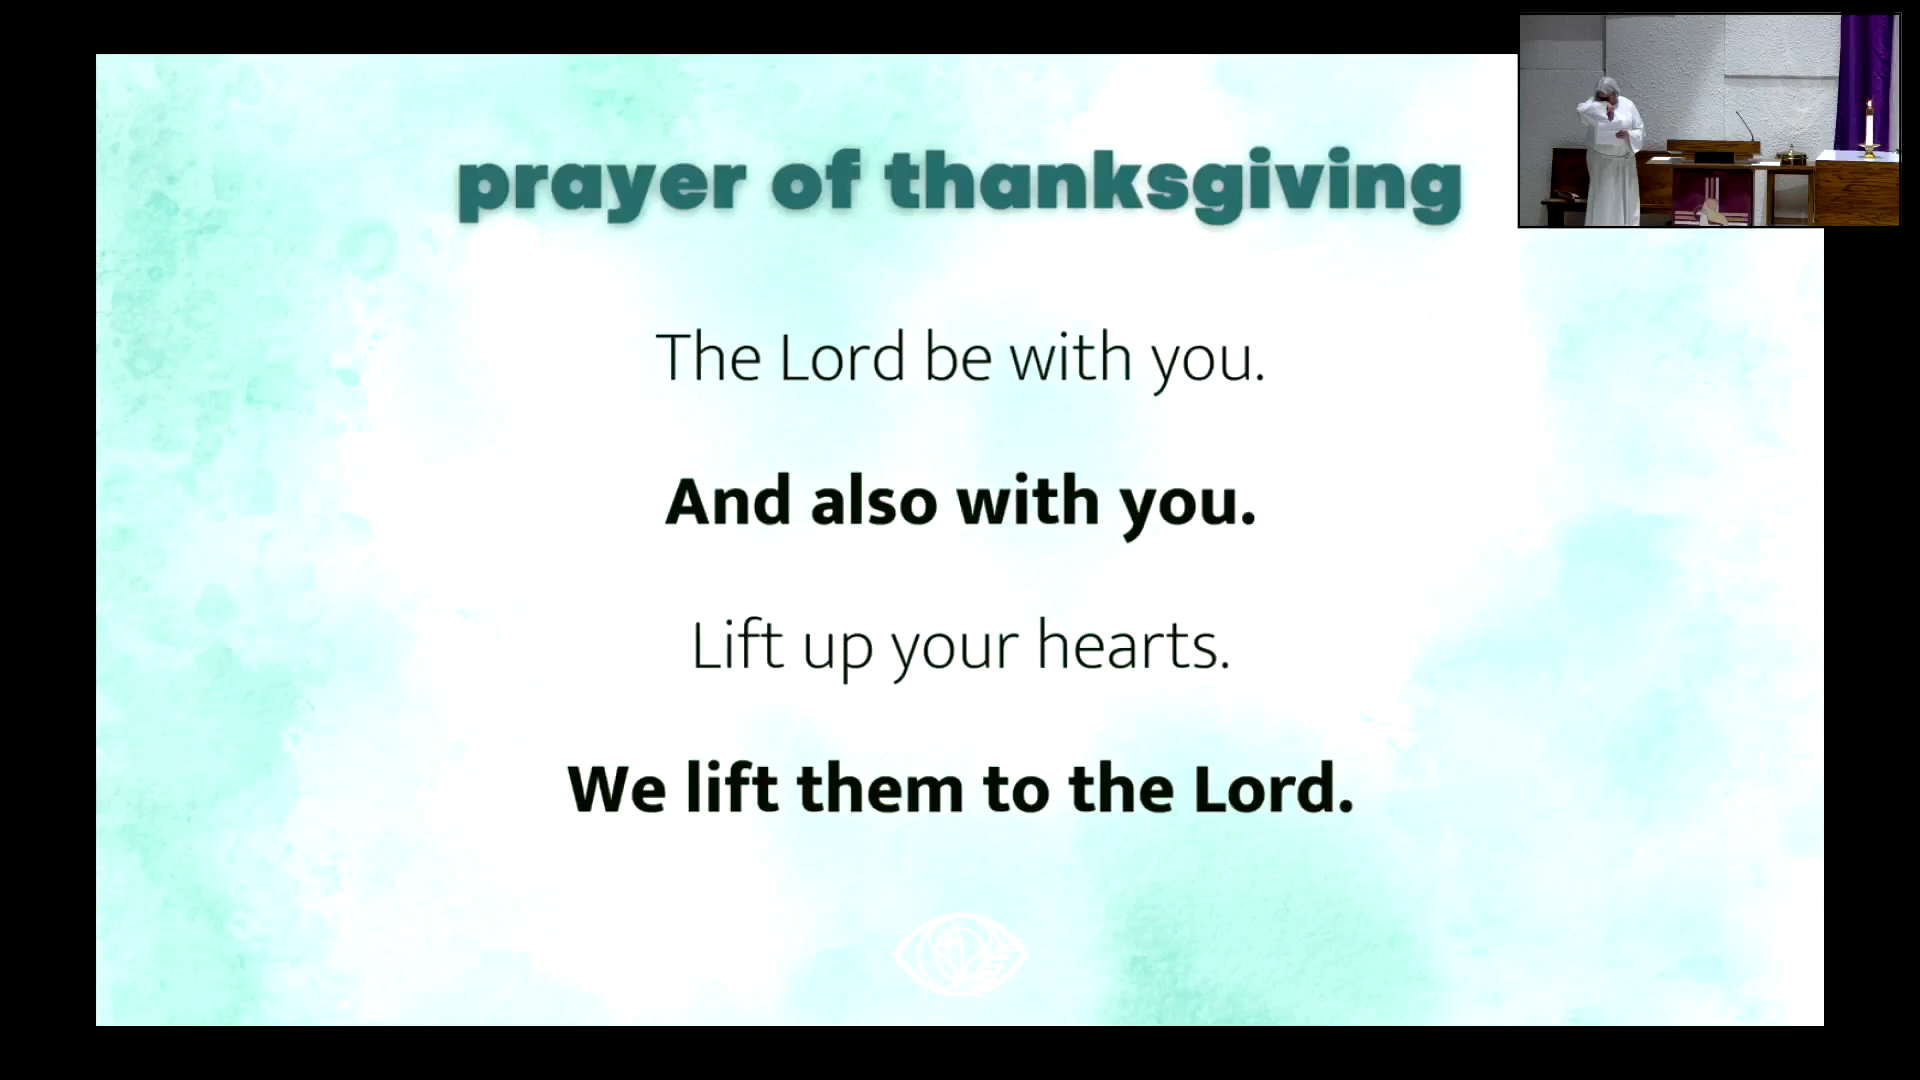 prayer of thanksgiving
The Lord be with you.
And also with you.
Lift up your hearts.
We lift them to the Lord.